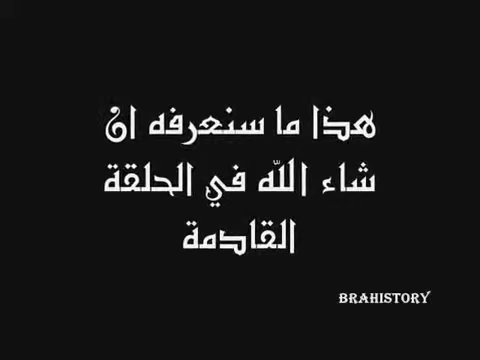 هذا ما سنعرفه ان
شاء الله في الحلقة
القادمة
BRAHISTORY